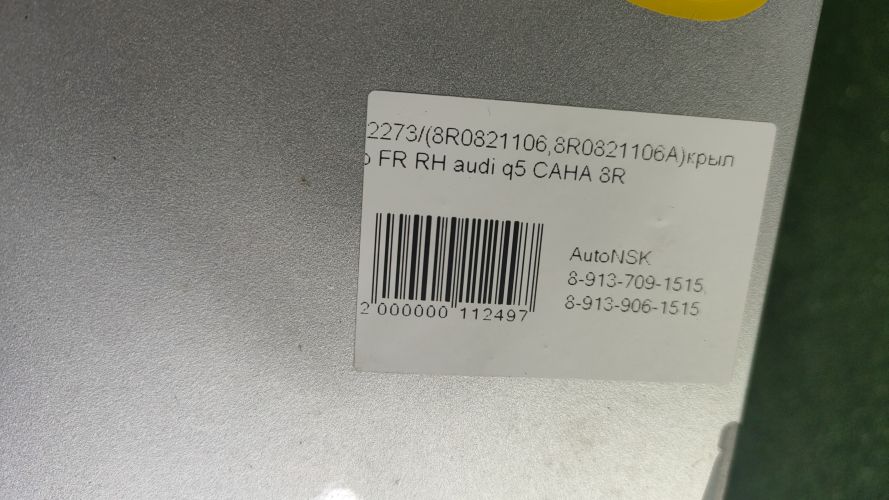 2273/(8R0821106,8R0821106A)крыл
о FR RH audi q5 CAHA 8R
AutoNSK
8-913-709-1515,
8-913-906-1515
2 000000 112497